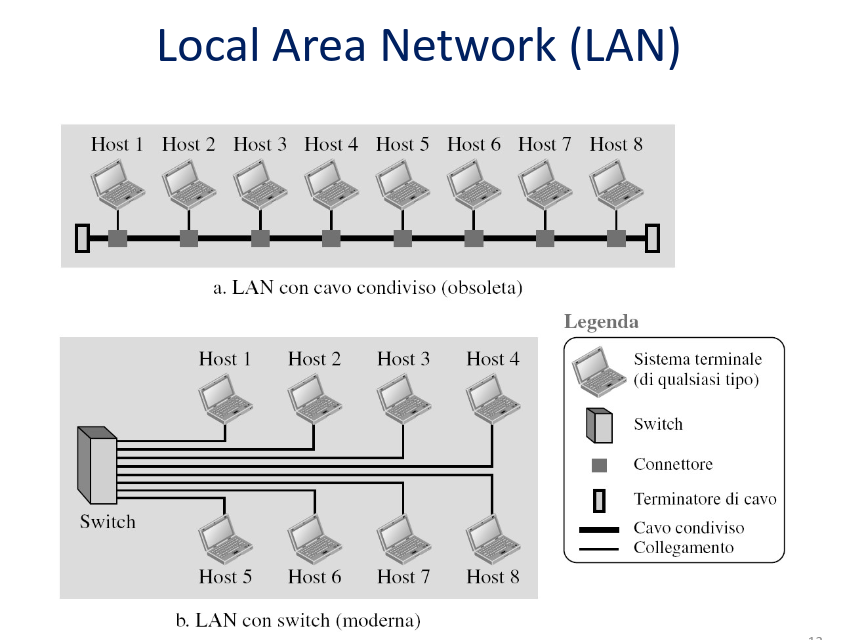 Local Area Network (LAN)
Host 1 Host 2 Host 3 Host 4 Host 5 Host 6 Host 7 Host 8
a. LAN con cavo condiviso (obsoleta)
Host 1 Host 2 Host 3 Host 4
Switch
Host 5 Host 6 Host 7 Host 8
b. LAN con switch (moderna)
Legenda
Sistema terminale
(di qualsiasi tipo)
Switch
Connettore
Terminatore di cavo
Cavo condiviso
Collegamento